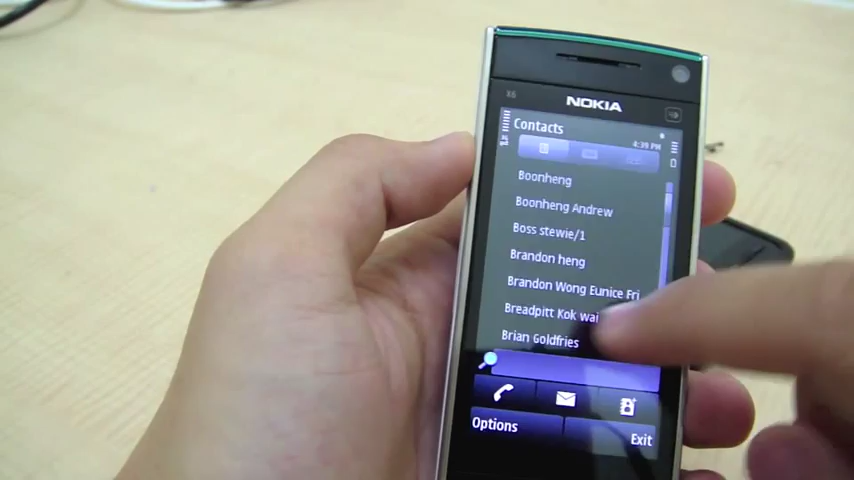 X6
NOKIA
Contacts
4:39 PM
Boonheng
Boonheng Andrew
Boss stewie/1
Brandon heng
Brandon Wong Eunice Fri
Breadpitt Kok wai
Brian Goldfries
Options
Exit